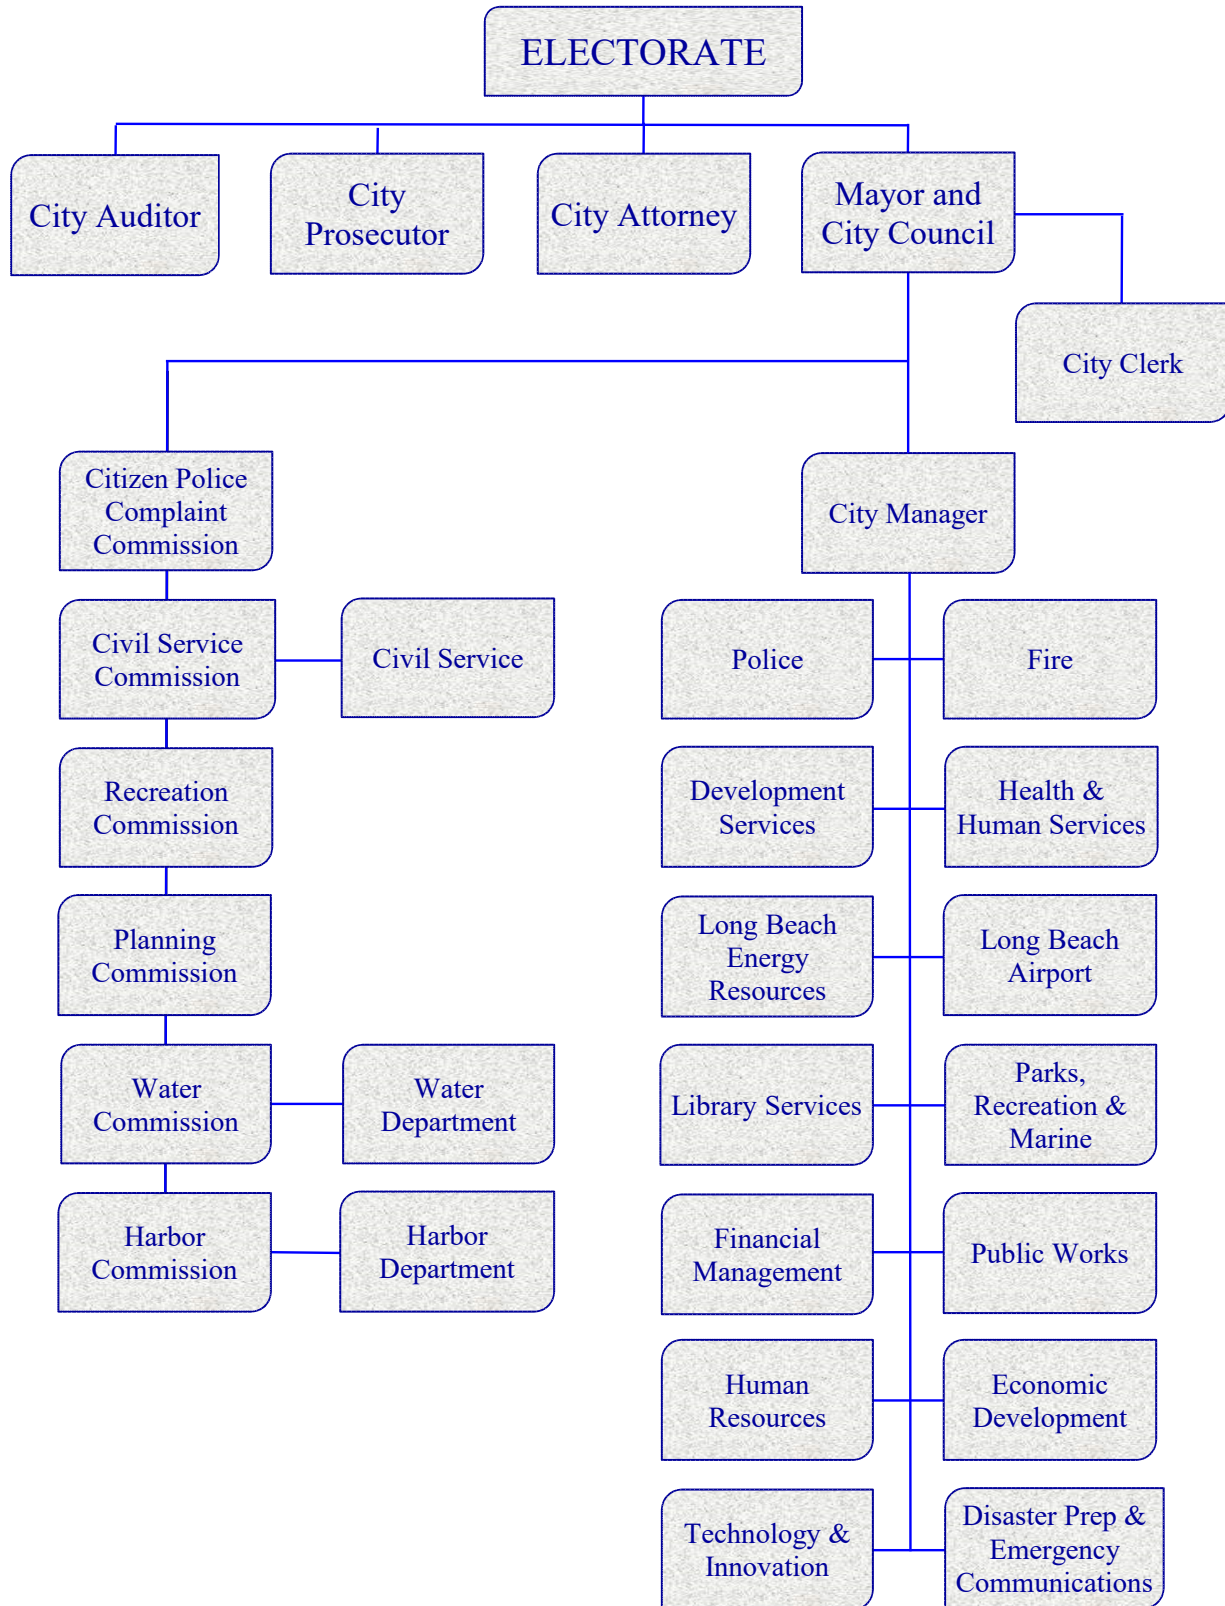 ELECTORATE
City Auditor
City
Prosecutor
City Attorney
Mayor and
City Council
City Clerk
Citizen Police
Complaint
Commission
City Manager
Civil Service
Commission
Civil Service
Police
Fire
Recreation
Commission
Development
Services
Health &
Human Services
Planning
Commission
Long Beach
Energy
Resources
Long Beach
Airport
Water
Commission
Water
Department
Library Services
Parks,
Recreation &
Marine
Harbor
Commission
Harbor
Department
Financial
Management
Public Works
Human
Resources
Economic
Development
Technology &
Innovation
Disaster Prep &
Emergency
Communications